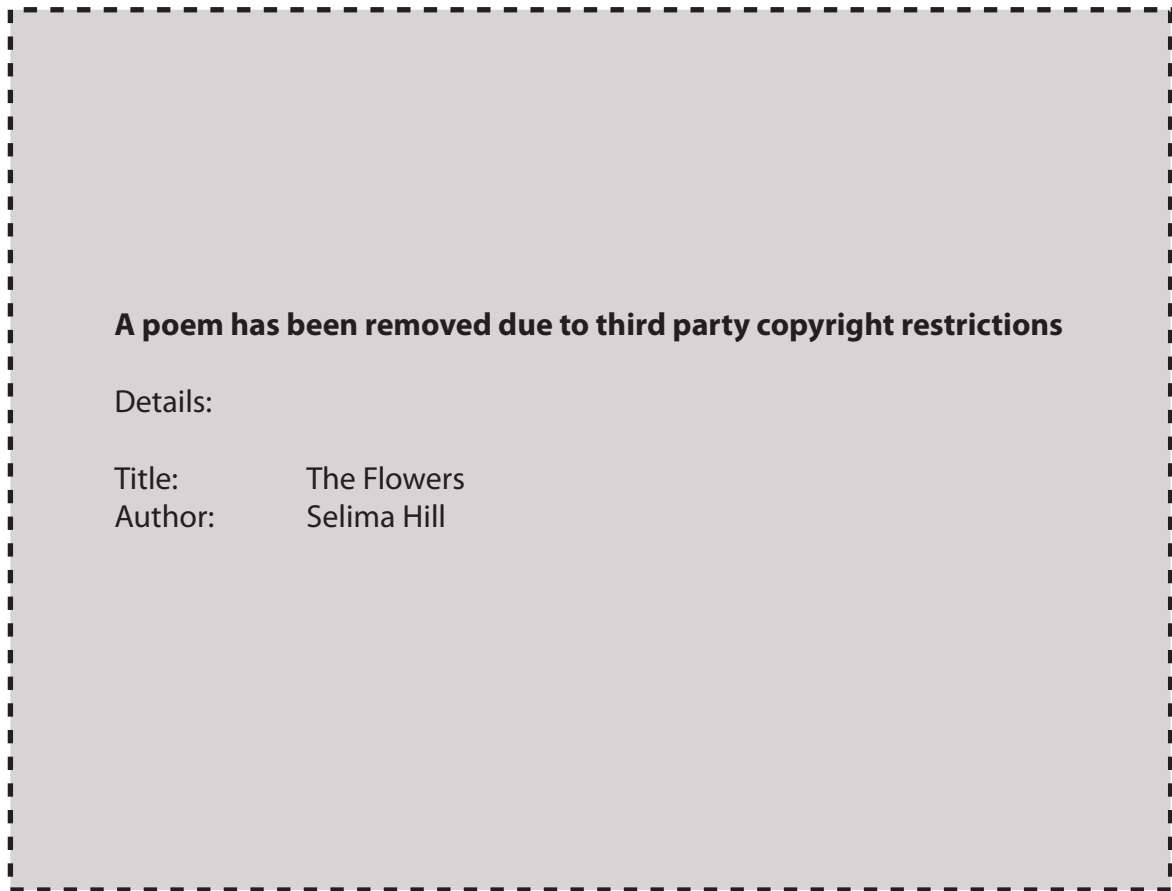 A poem has been removed due to third party copyright restrictions
Details:
Title: The Flowers
Author: Selima Hill